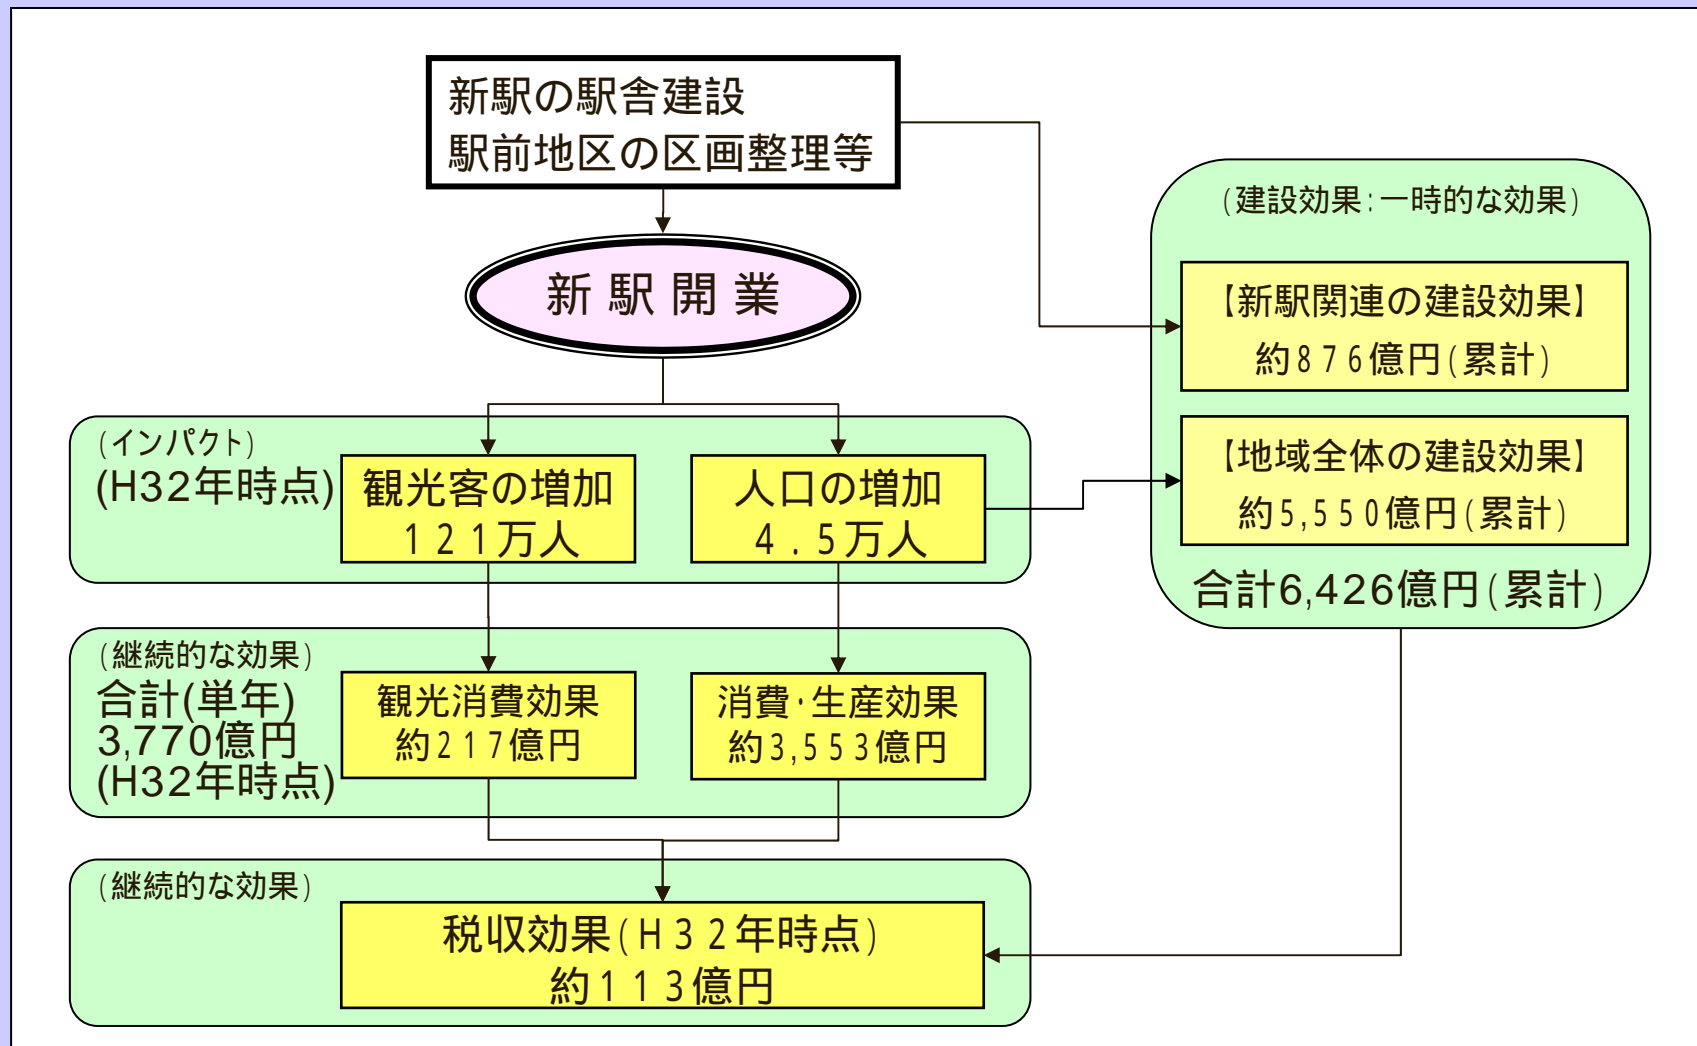 新駅の駅舎建設
駅前地区の区画整理等
新駅開業
(建設効果:一時的な効果)
【新駅関連の建設効果】
約876億円(累計)
【地域全体の建設効果】
約5,550億円(累計)
合計6,426億円(累計)
(インパクト)
(H32年時点)
観光客の増加
121万人
人口の増加
4.5万人
(継続的な効果)
合計(単年)
3,770億円
(H32年時点)
観光消費効果
約217億円
消費・生産効果
約3,553億円
(継続的な効果)
税収効果(H32年時点)
約113億円